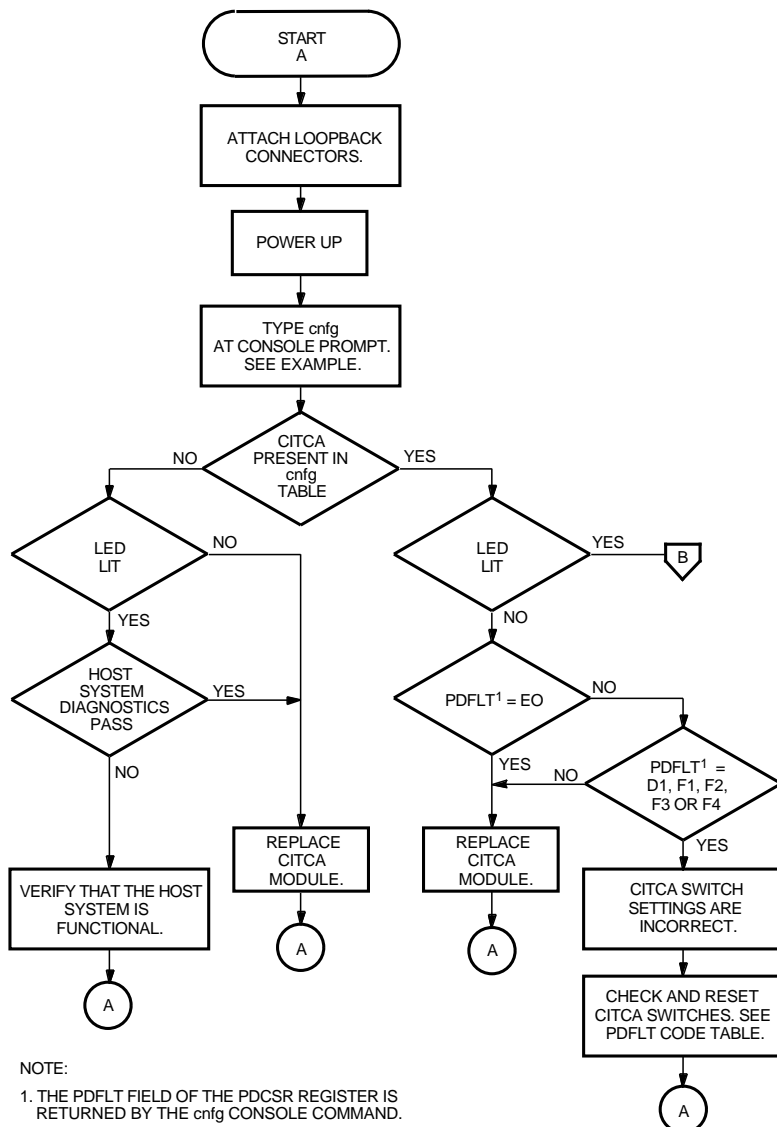 START
A
ATTACH LOOPBACK
CONNECTORS.
POWER UP
TYPE cnfg
AT CONSOLE PROMPT.
SEE EXAMPLE.
CITCA
PRESENT IN
cnfg
TABLE
NO
YES
LED
LIT
NO
LED
LIT
YES
B
YES
NO
HOST
SYSTEM
DIAGNOSTICS
PASS
YES
PDFLT¹ = EO
NO
NO
YES
PDFLT¹ =
D1, F1, F2,
F3 OR F4
NO
YES
VERIFY THAT THE HOST
SYSTEM IS
FUNCTIONAL.
REPLACE
CITCA
MODULE.
REPLACE
CITCA
MODULE.
CITCA SWITCH
SETTINGS ARE
INCORRECT.
A
A
A
CHECK AND RESET
CITCA SWITCHES. SEE
PDFLT CODE TABLE.
A
NOTE:
1. THE PDFLT FIELD OF THE PDCSR REGISTER IS
RETURNED BY THE cnfg CONSOLE COMMAND.